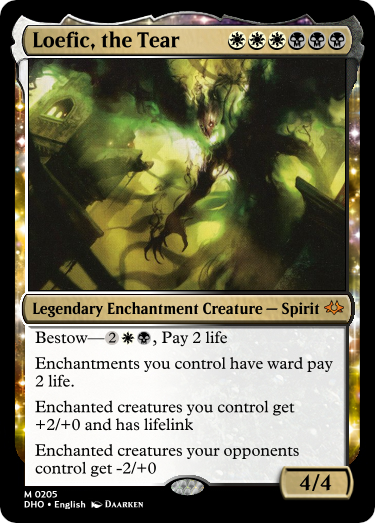 Loefic, the Tear
Legendary Enchantment Creature — Spirit
Bestow—2, Pay 2 life
Enchantments you control have ward pay
2 life.
Enchanted creatures you control get
+2/+0 and has lifelink
Enchanted creatures your opponents
control get -2/+0
4/4
M 0205
DHO • English DAARKEN